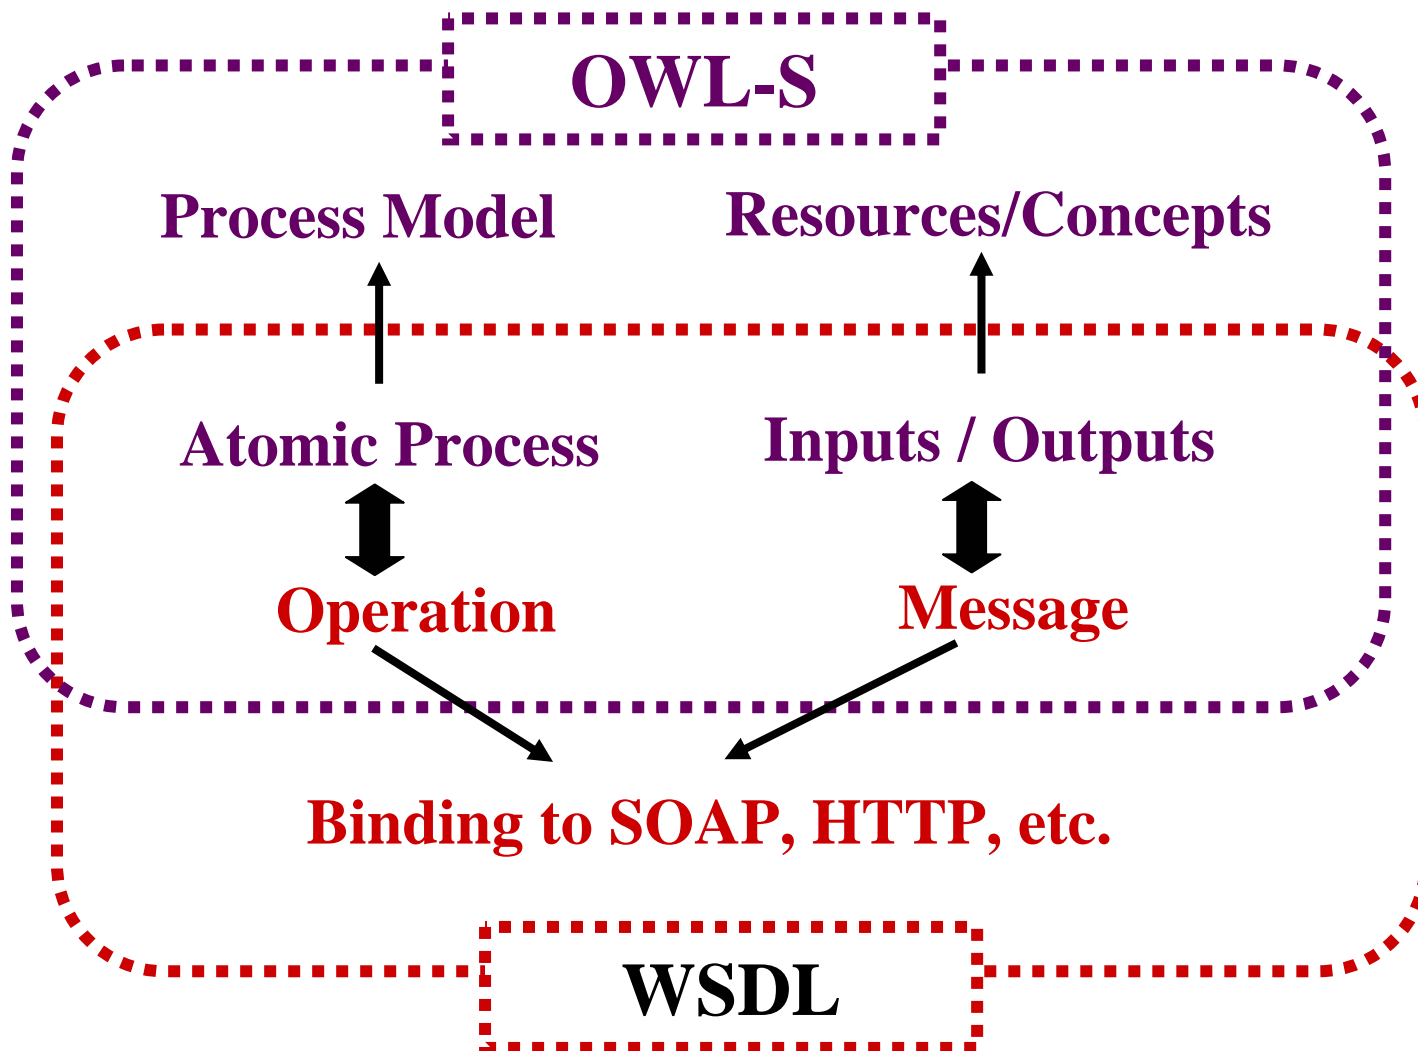 OWL-S
Process Model
Resources/Concepts
Atomic Process
Inputs / Outputs
Operation
Message
Binding to SOAP, HTTP, etc.
WSDL